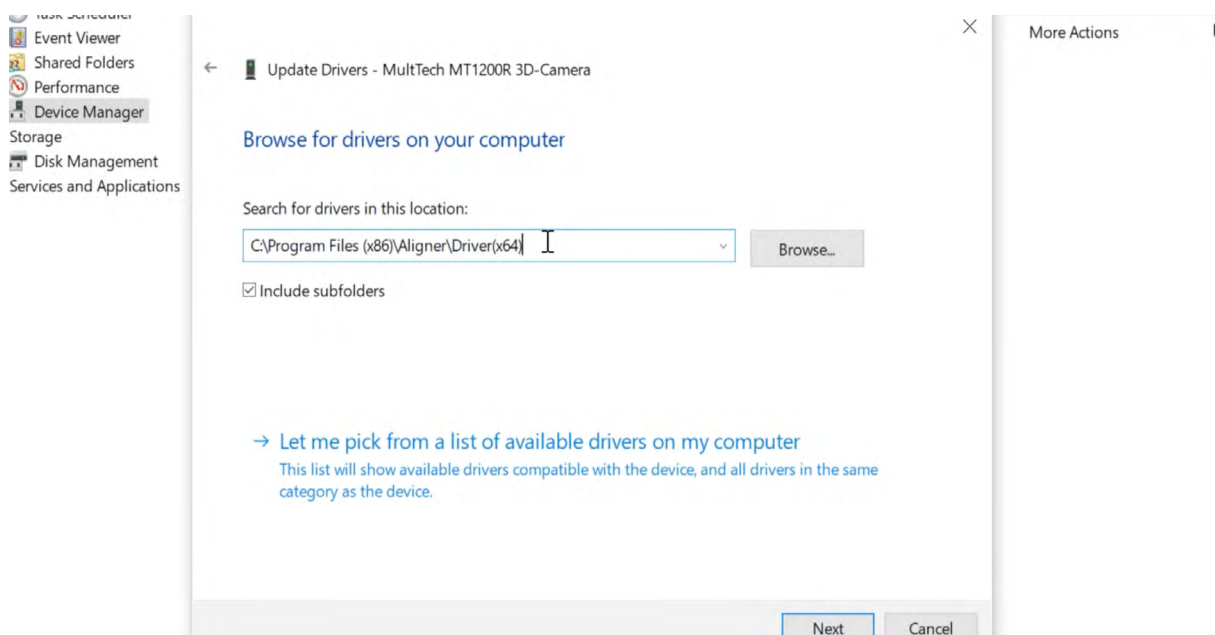 Task Scheduler
Event Viewer
Shared Folders
Performance
Device Manager
Storage
Disk Management
Services and Applications
Update Drivers - MultTech MT1200R 3D-Camera
Browse for drivers on your computer
Search for drivers in this location:
C:\Program Files (x86)\Aligner\Driver(x64)
Browse...
Include subfolders
Let me pick from a list of available drivers on my computer
This list will show available drivers compatible with the device, and all drivers in the same
category as the device.
Next
Cancel
More Actions